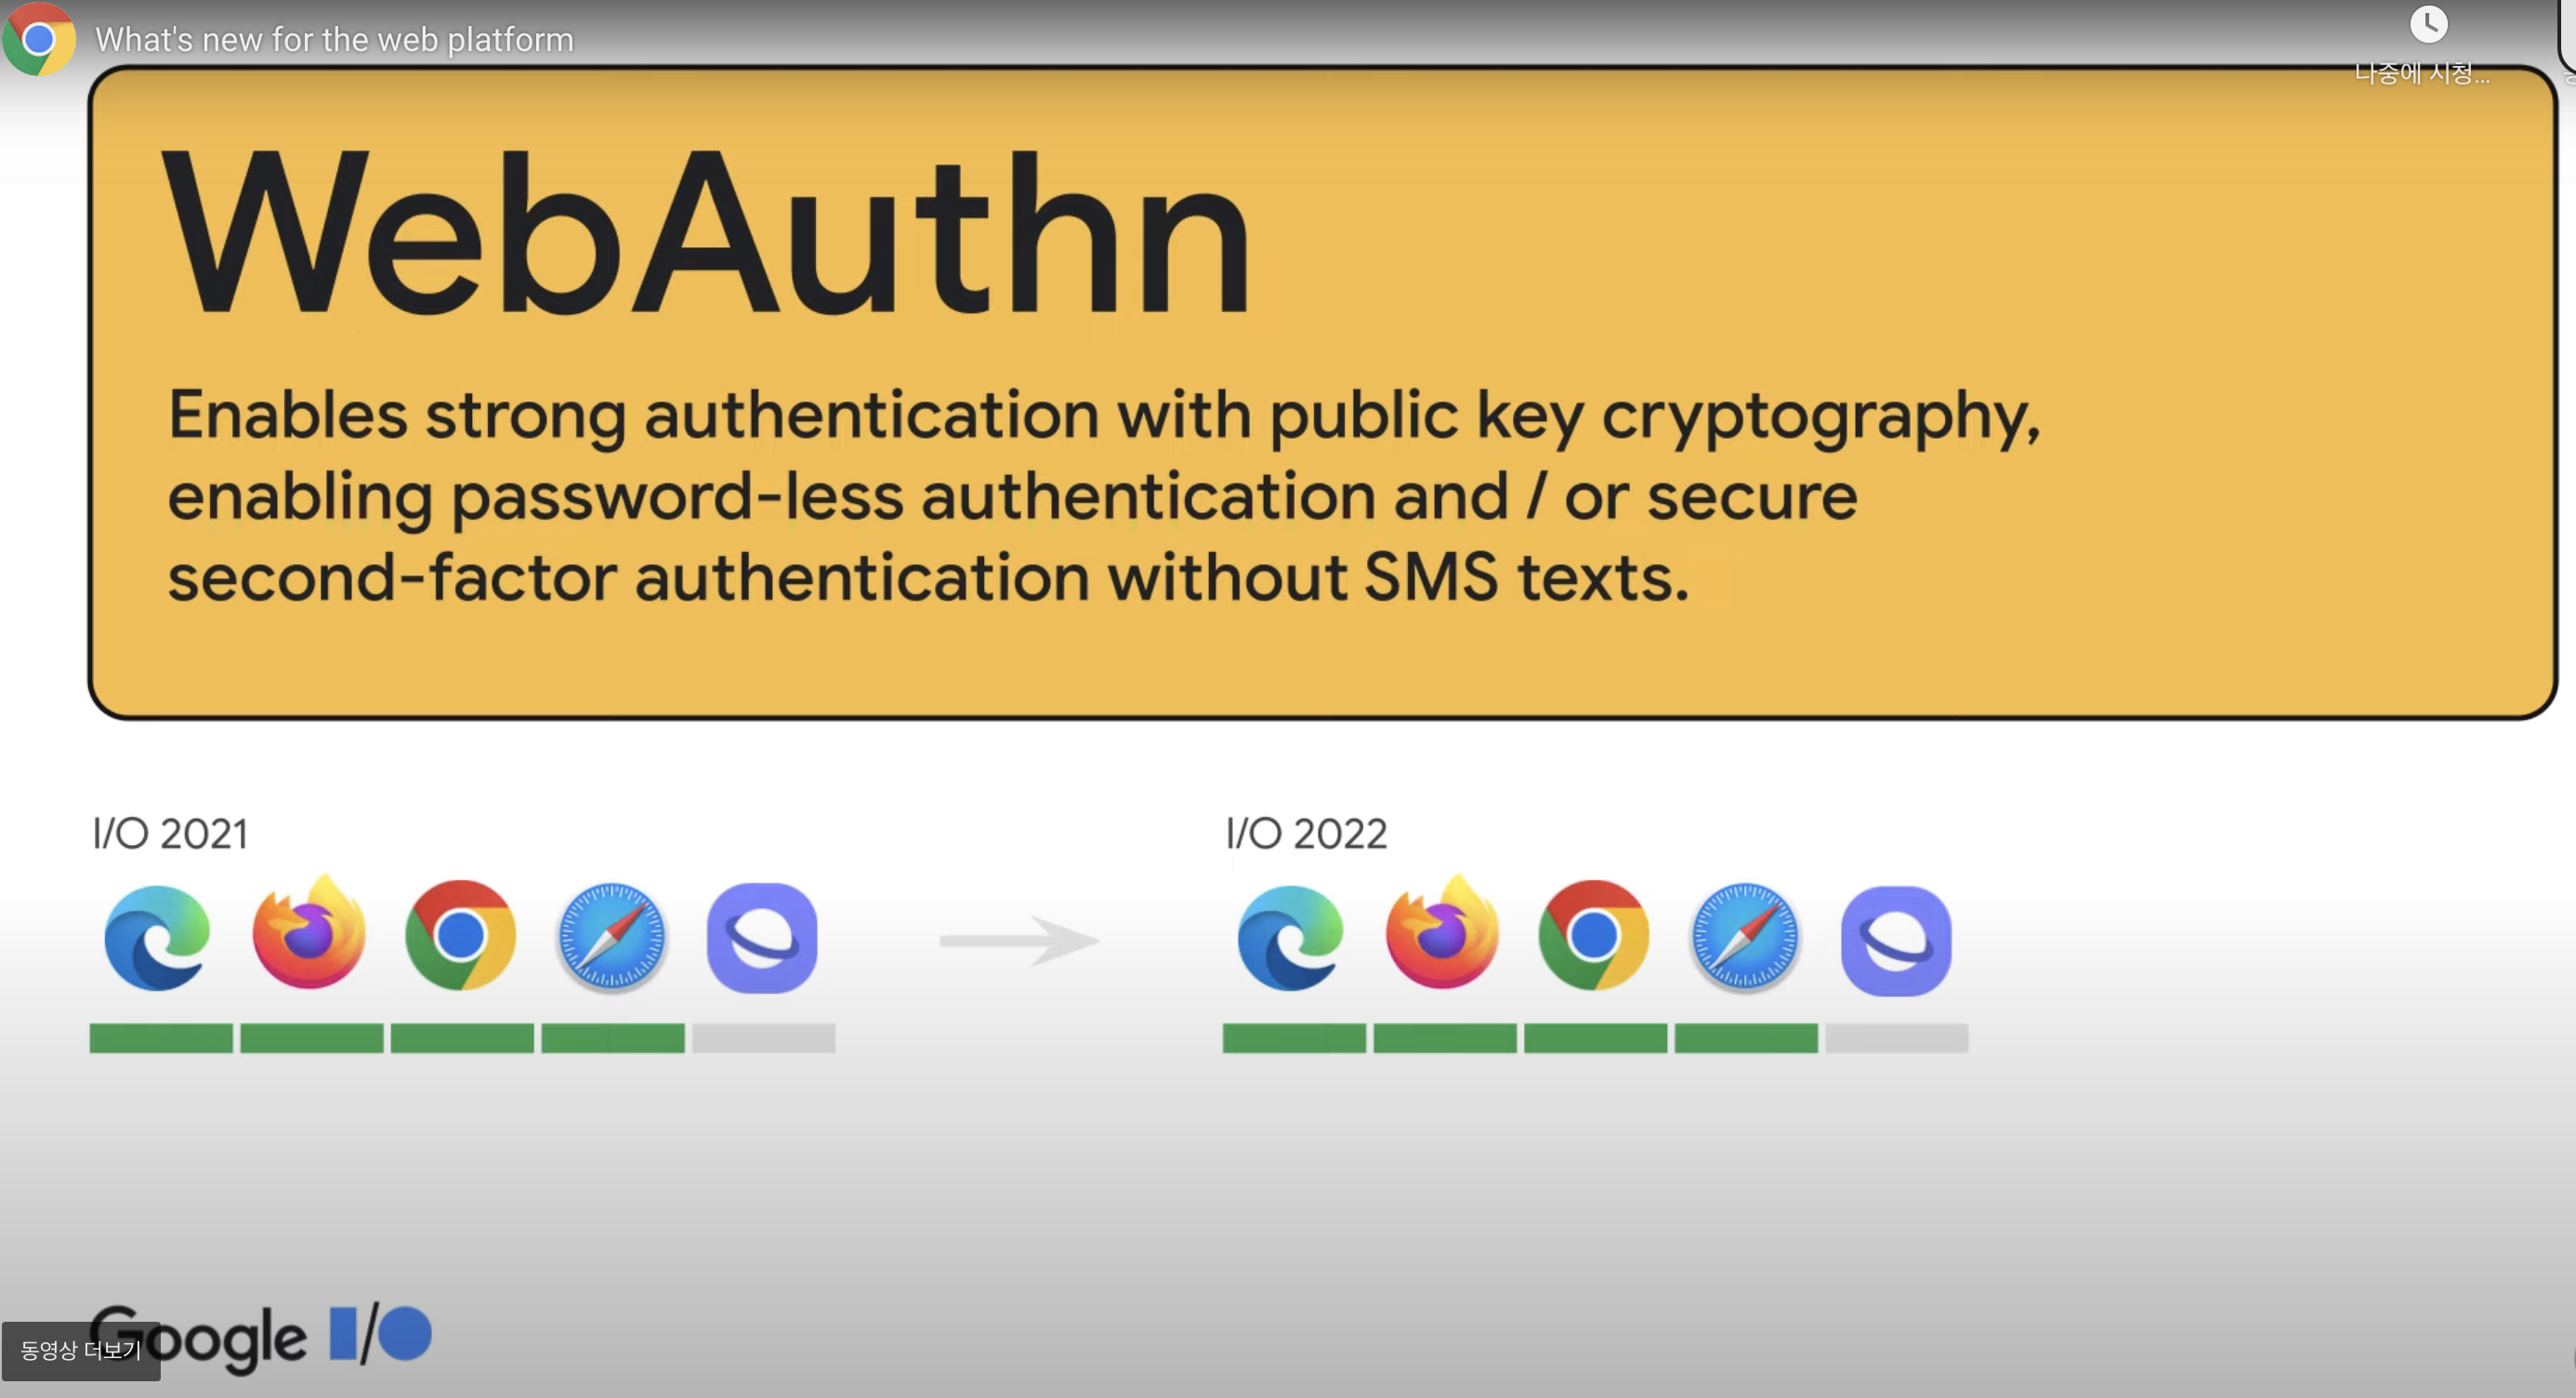 What's new for the web platform
나중에 시청...
WebAuthn
Enables strong authentication with public key cryptography,
enabling password-less authentication and / or secure
second-factor authentication without SMS texts.
I/O 2021
I/O 2022
Google I/O
동영상 더보기